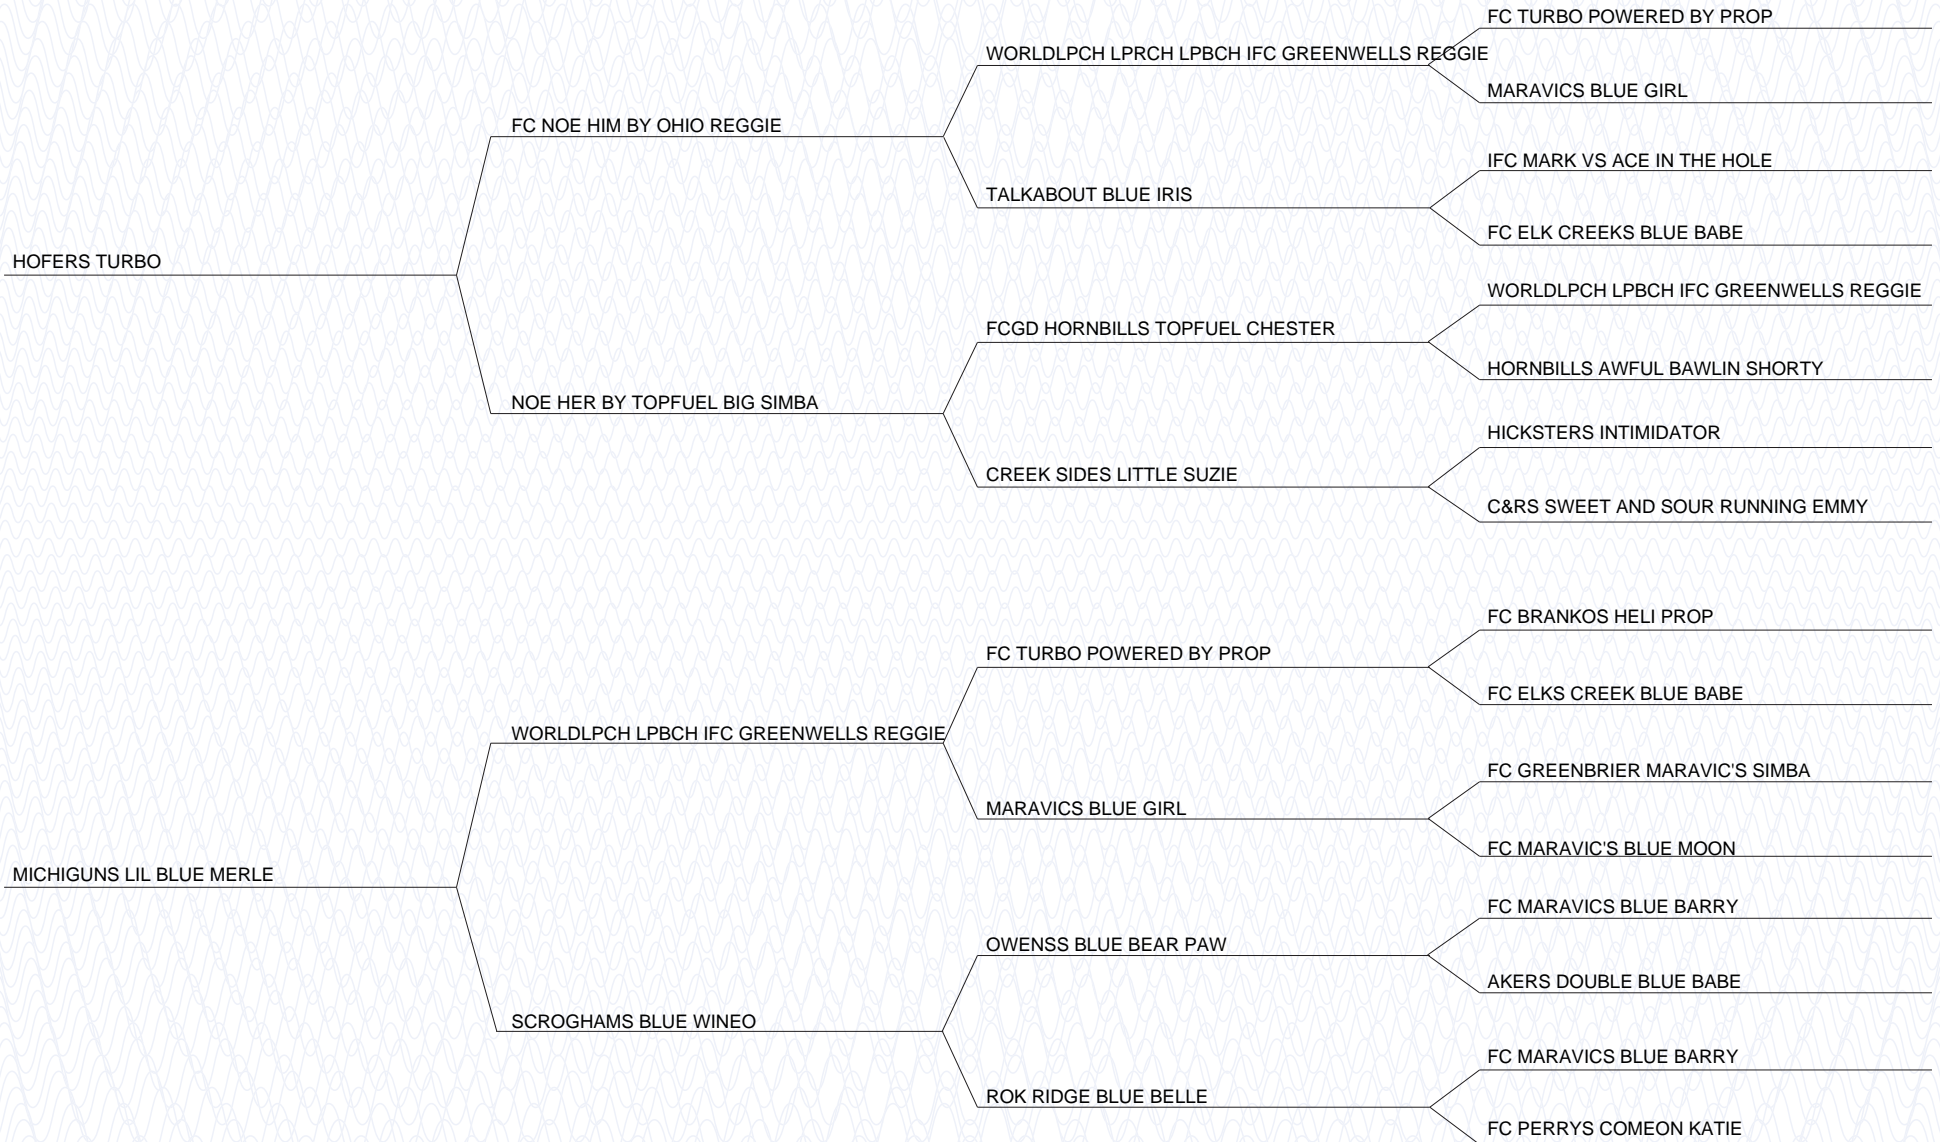 FC TURBO POWERED BY PROP
WORLDLPCH LPRCH LPBCH IFC GREENWELLS REGGIE
MARAVICS BLUE GIRL
FC NOE HIM BY OHIO REGGIE
IFC MARK VS ACE IN THE HOLE
TALKABOUT BLUE IRIS
FC ELK CREEKS BLUE BABE
HOFERS TURBO
WORLDLPCH LPBCH IFC GREENWELLS REGGIE
FCGD HORNBILLS TOPFUEL CHESTER
HORNBILLS AWFUL BAWLIN SHORTY
NOE HER BY TOPFUEL BIG SIMBA
HICKSTERS INTIMIDATOR
CREEK SIDES LITTLE SUZIE
C&RS SWEET AND SOUR RUNNING EMMY
FC BRANKOS HELI PROP
FC TURBO POWERED BY PROP
FC ELKS CREEK BLUE BABE
WORLDLPCH LPBCH IFC GREENWELLS REGGIE
FC GREENBRIER MARAVIC'S SIMBA
MARAVICS BLUE GIRL
FC MARAVIC'S BLUE MOON
MICHIGUNS LIL BLUE MERLE
FC MARAVICS BLUE BARRY
OWENSS BLUE BEAR PAW
AKERS DOUBLE BLUE BABE
SCROGHAMS BLUE WINEO
FC MARAVICS BLUE BARRY
ROK RIDGE BLUE BELLE
FC PERRYS COMEON KATIE